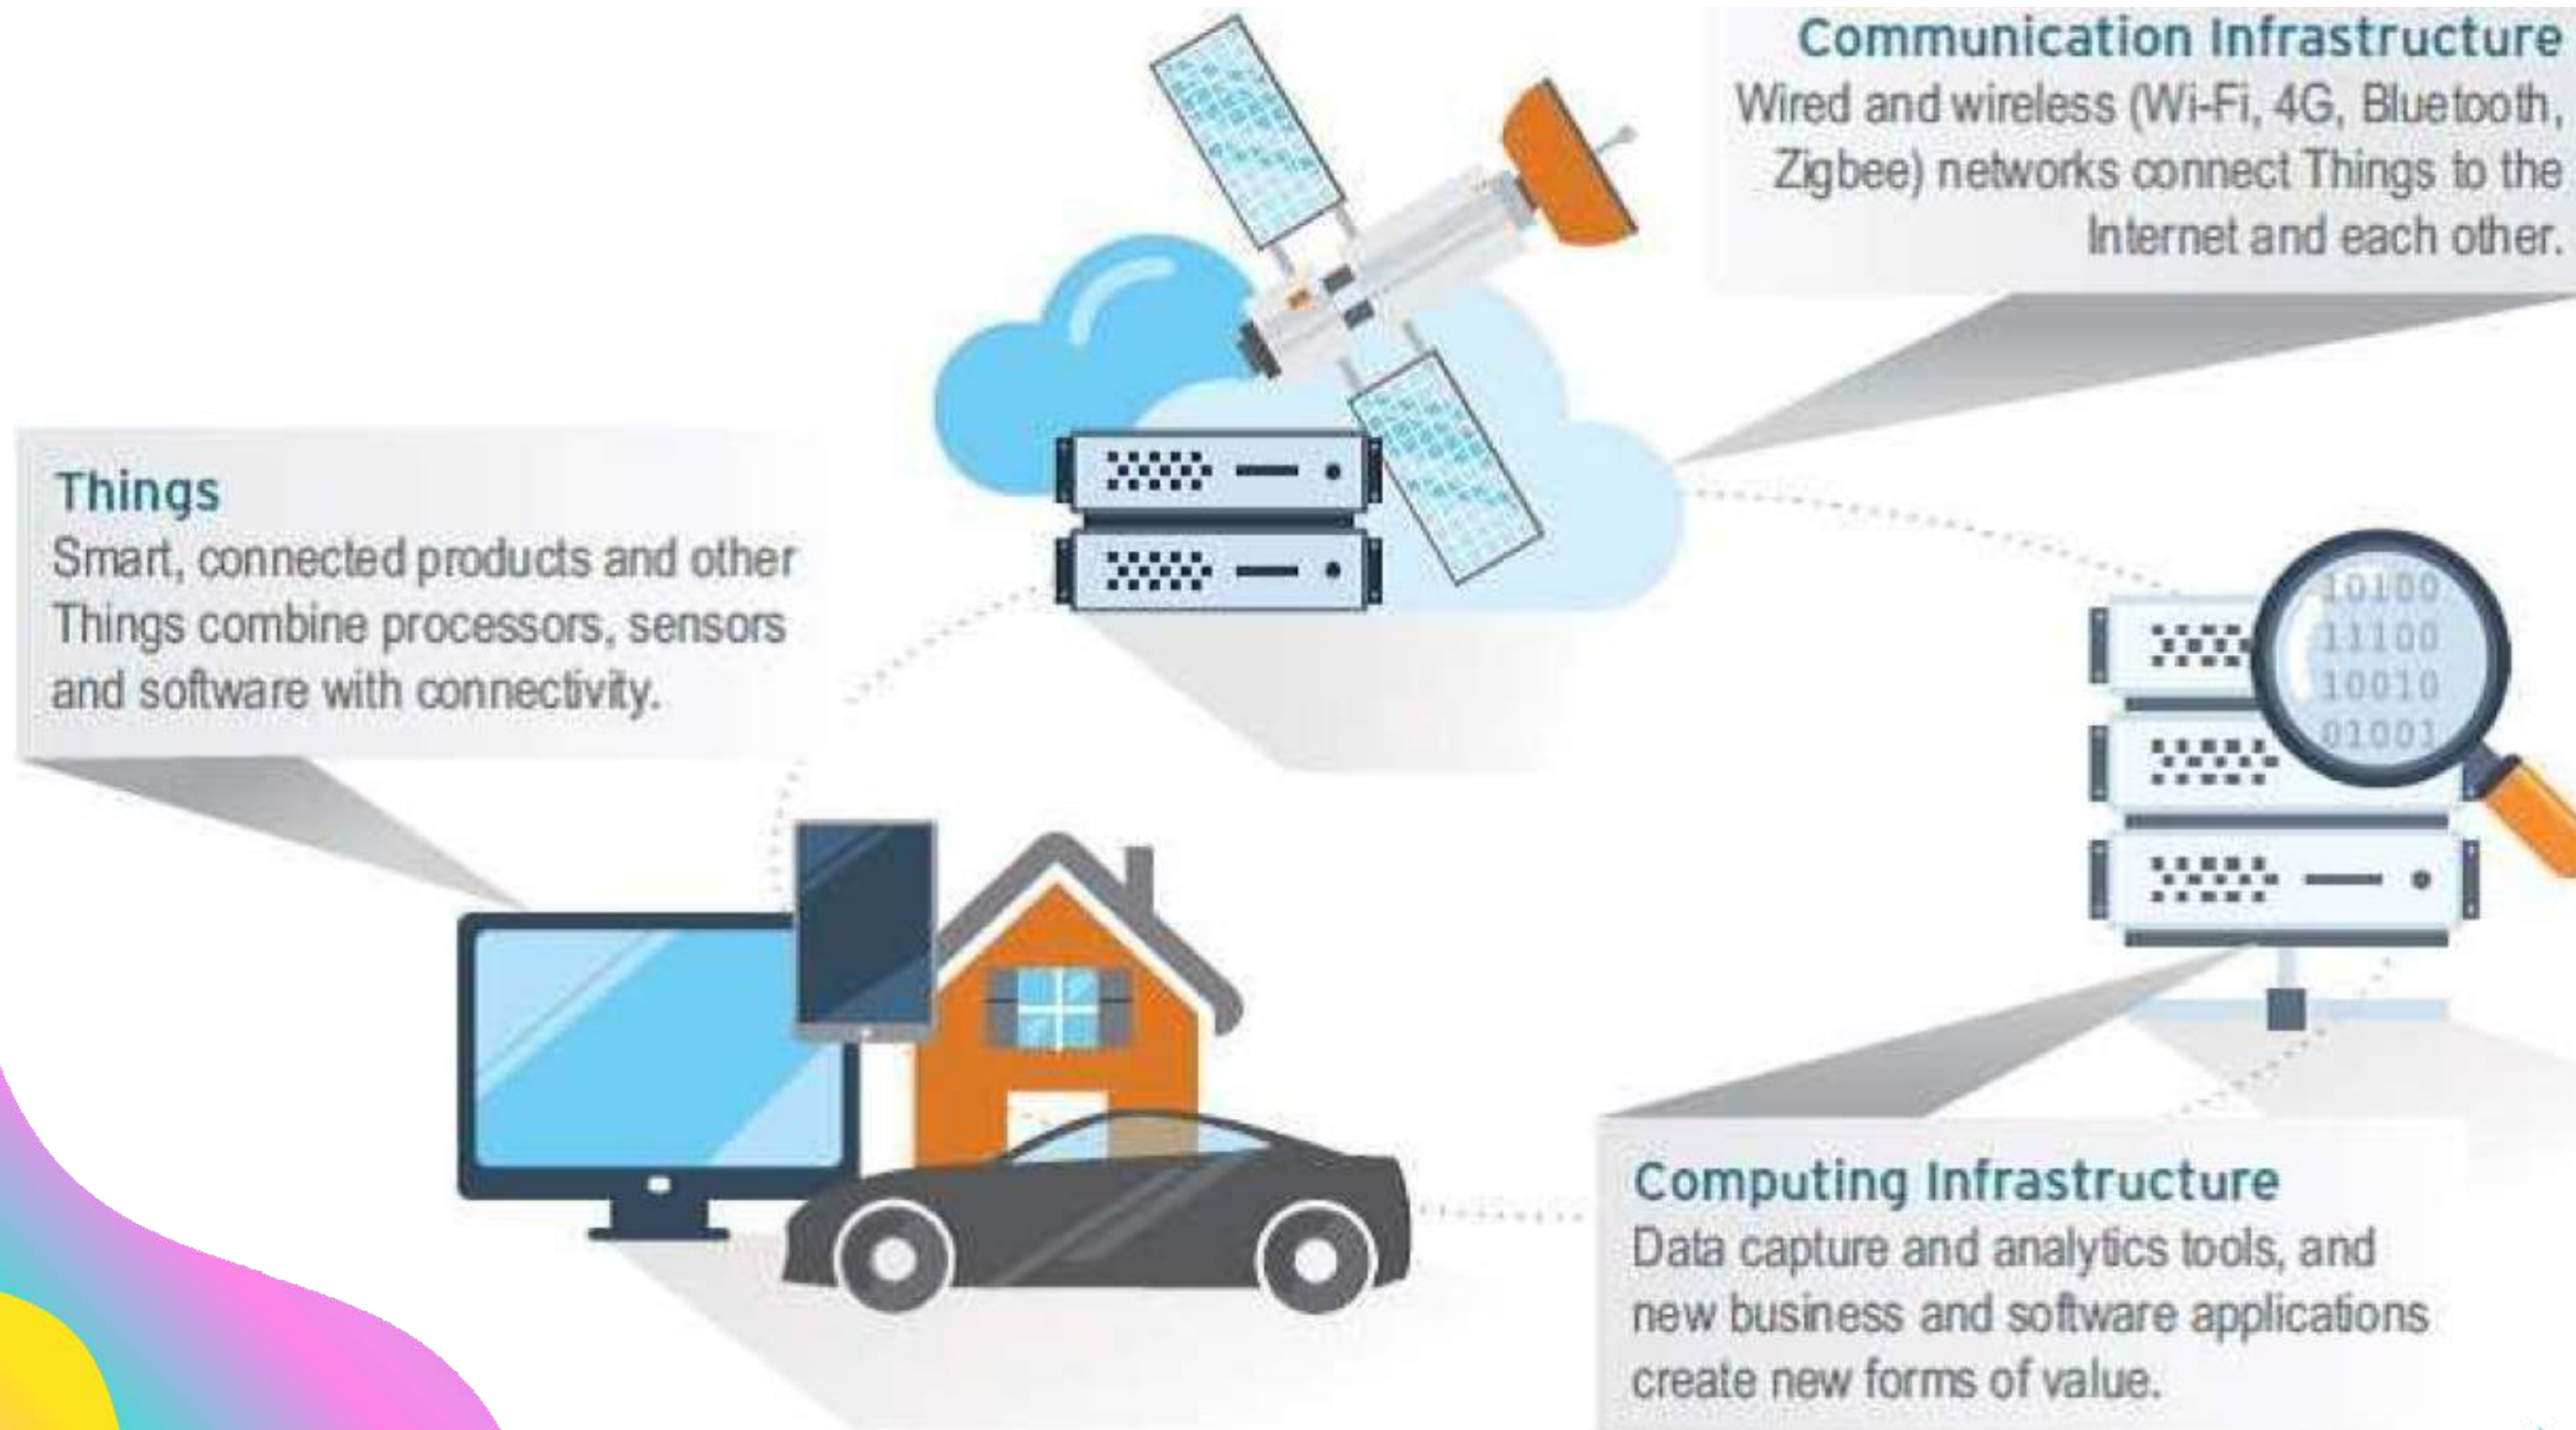 Communication Infrastructure
Wired and wireless (Wi-Fi, 4G, Bluetooth,
Zigbee) networks connect Things to the
Internet and each other.
Things
Smart, connected products and other
Things combine processors, sensors
and software with connectivity.
10100
11100
10010
01001
Computing Infrastructure
Data capture and analytics tools, and
new business and software applications
create new forms of value.